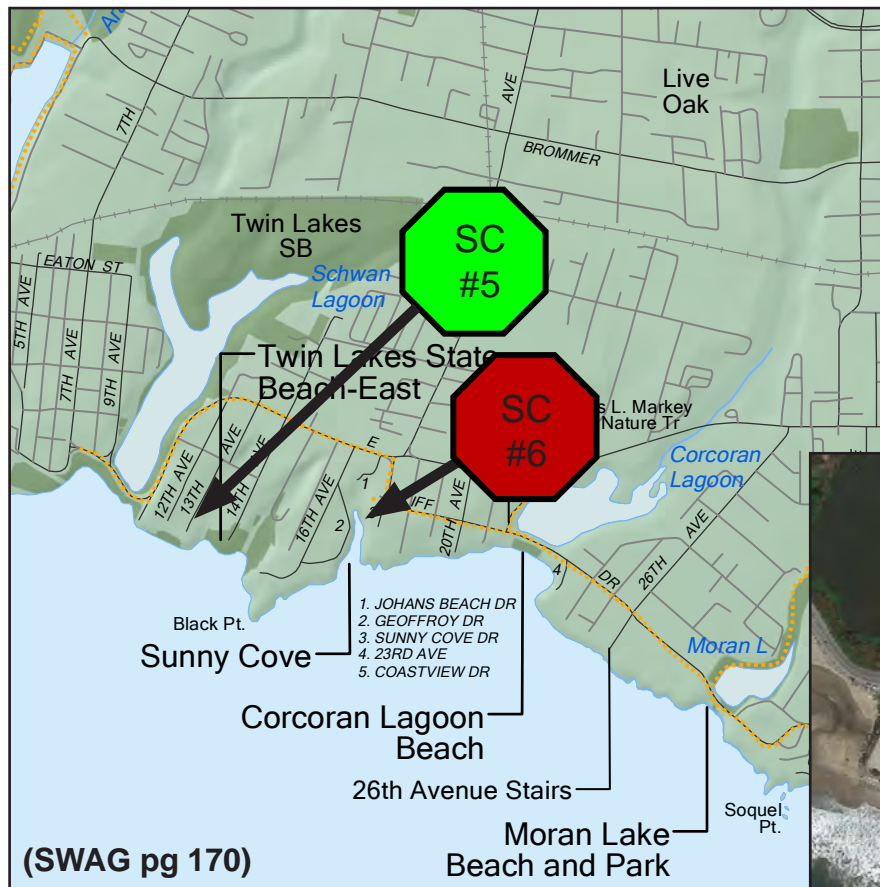 Ara
7TH
AVE
Live
Oak
BROMMER
Twin Lakes
SB
SC
#5
EATON ST
Schwan
Lagoon
5TH AVE
7TH AVE
9TH AVE
Twin Lakes State
Beach-East
SC
#6
s L. Markey
Nature Tr
Corcoran
Lagoon
12TH AVE
13TH
AVE
14TH
AVE
16TH AVE
E
1
2
IFF
20TH AVE
4
DR
26TH AVE
Black Pt.
Sunny Cove
1. JOHANS BEACH DR
2. GEOFFROY DR
3. SUNNY COVE DR
4. 23RD AVE
5. COASTVIEW DR
Moran L
Corcoran Lagoon
Beach
26th Avenue Stairs
Soquel
Pt.
Moran Lake
Beach and Park
(SWAG pg 170)